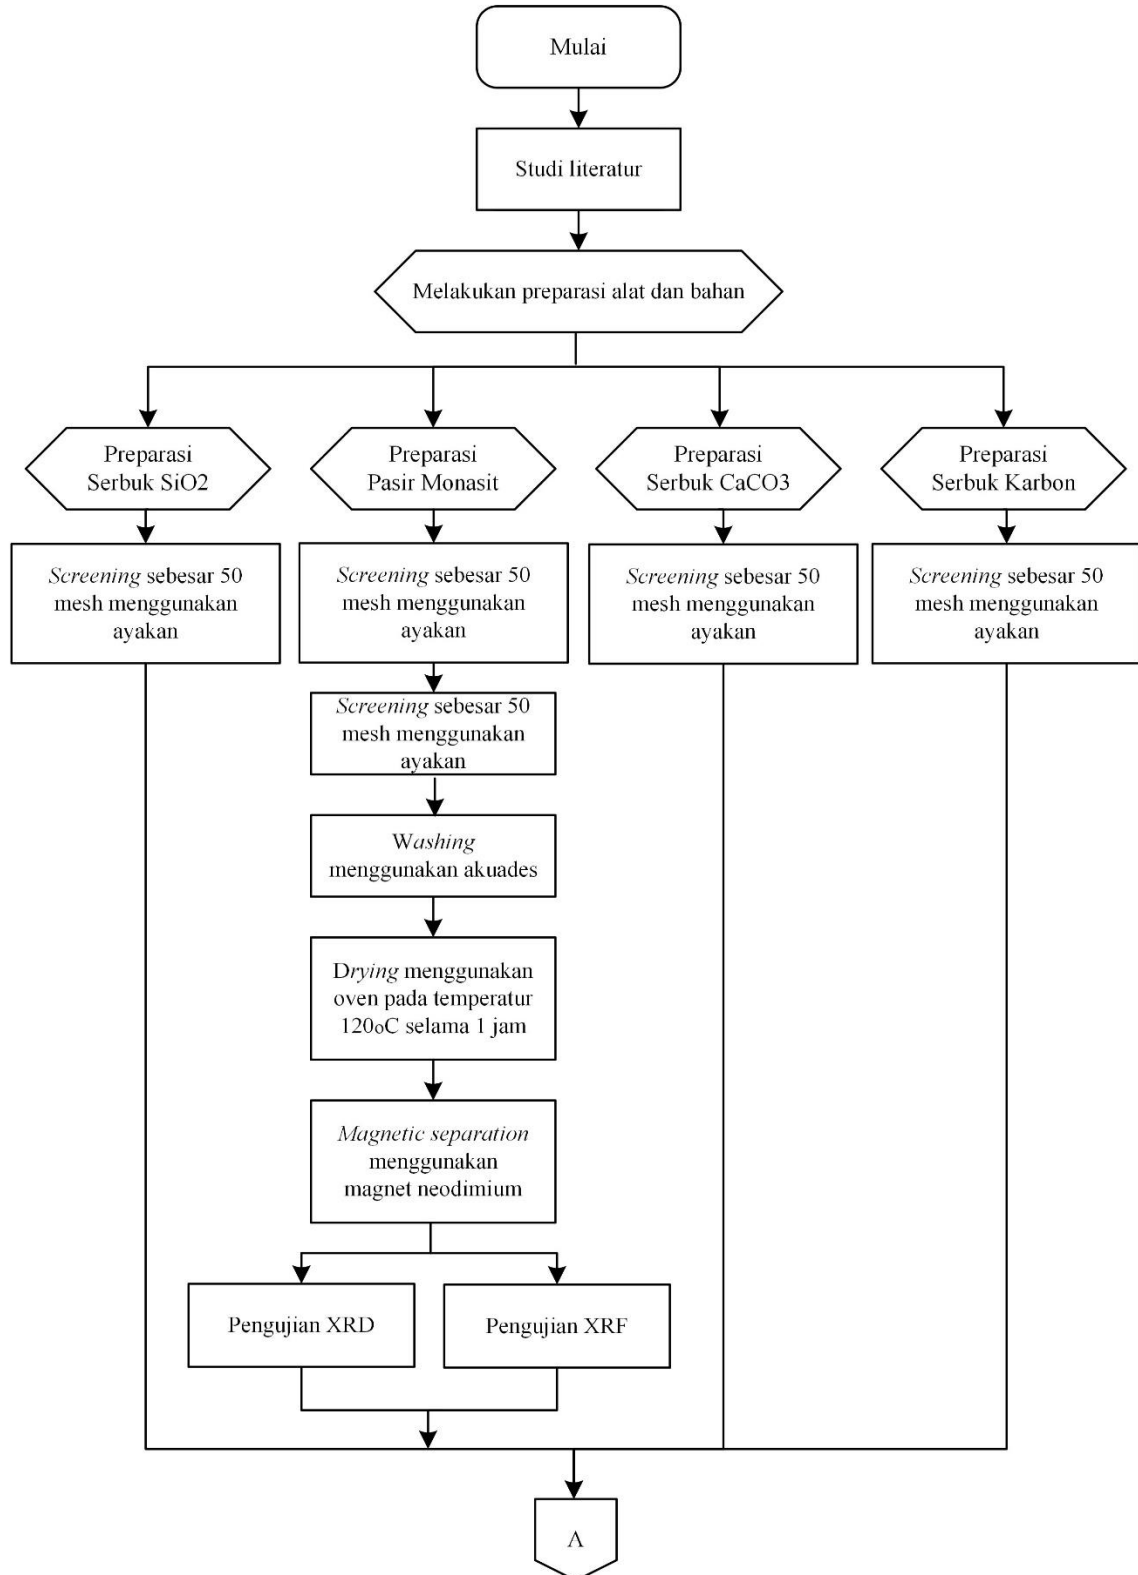 Mulai
Studi literatur
Melakukan preparasi alat dan bahan
Preparasi
Serbuk SiO2
Preparasi
Pasir Monasit
Preparasi
Serbuk CaCO3
Preparasi
Serbuk Karbon
Screening sebesar 50
mesh menggunakan
ayakan
Screening sebesar 50
mesh menggunakan
ayakan
Screening sebesar 50
mesh menggunakan
ayakan
Screening sebesar 50
mesh menggunakan
ayakan
Screening sebesar 50
mesh menggunakan
ayakan
Washing
menggunakan akuades
Drying menggunakan
oven pada temperatur
120oC selama 1 jam
Magnetic separation
menggunakan
magnet neodimium
Pengujian XRD
Pengujian XRF
A